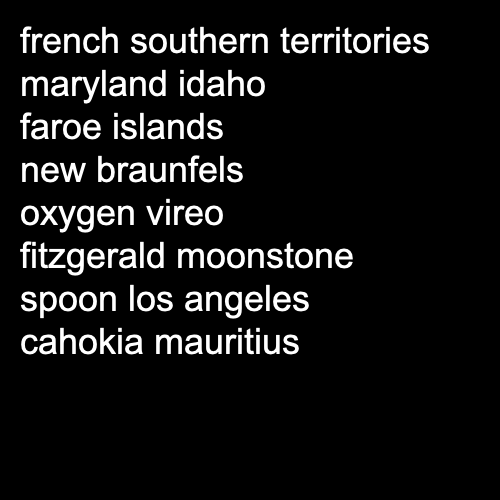 french southern territories
maryland idaho
faroe islands
new braunfels
oxygen vireo
fitzgerald moonstone
spoon los angeles
cahokia mauritius